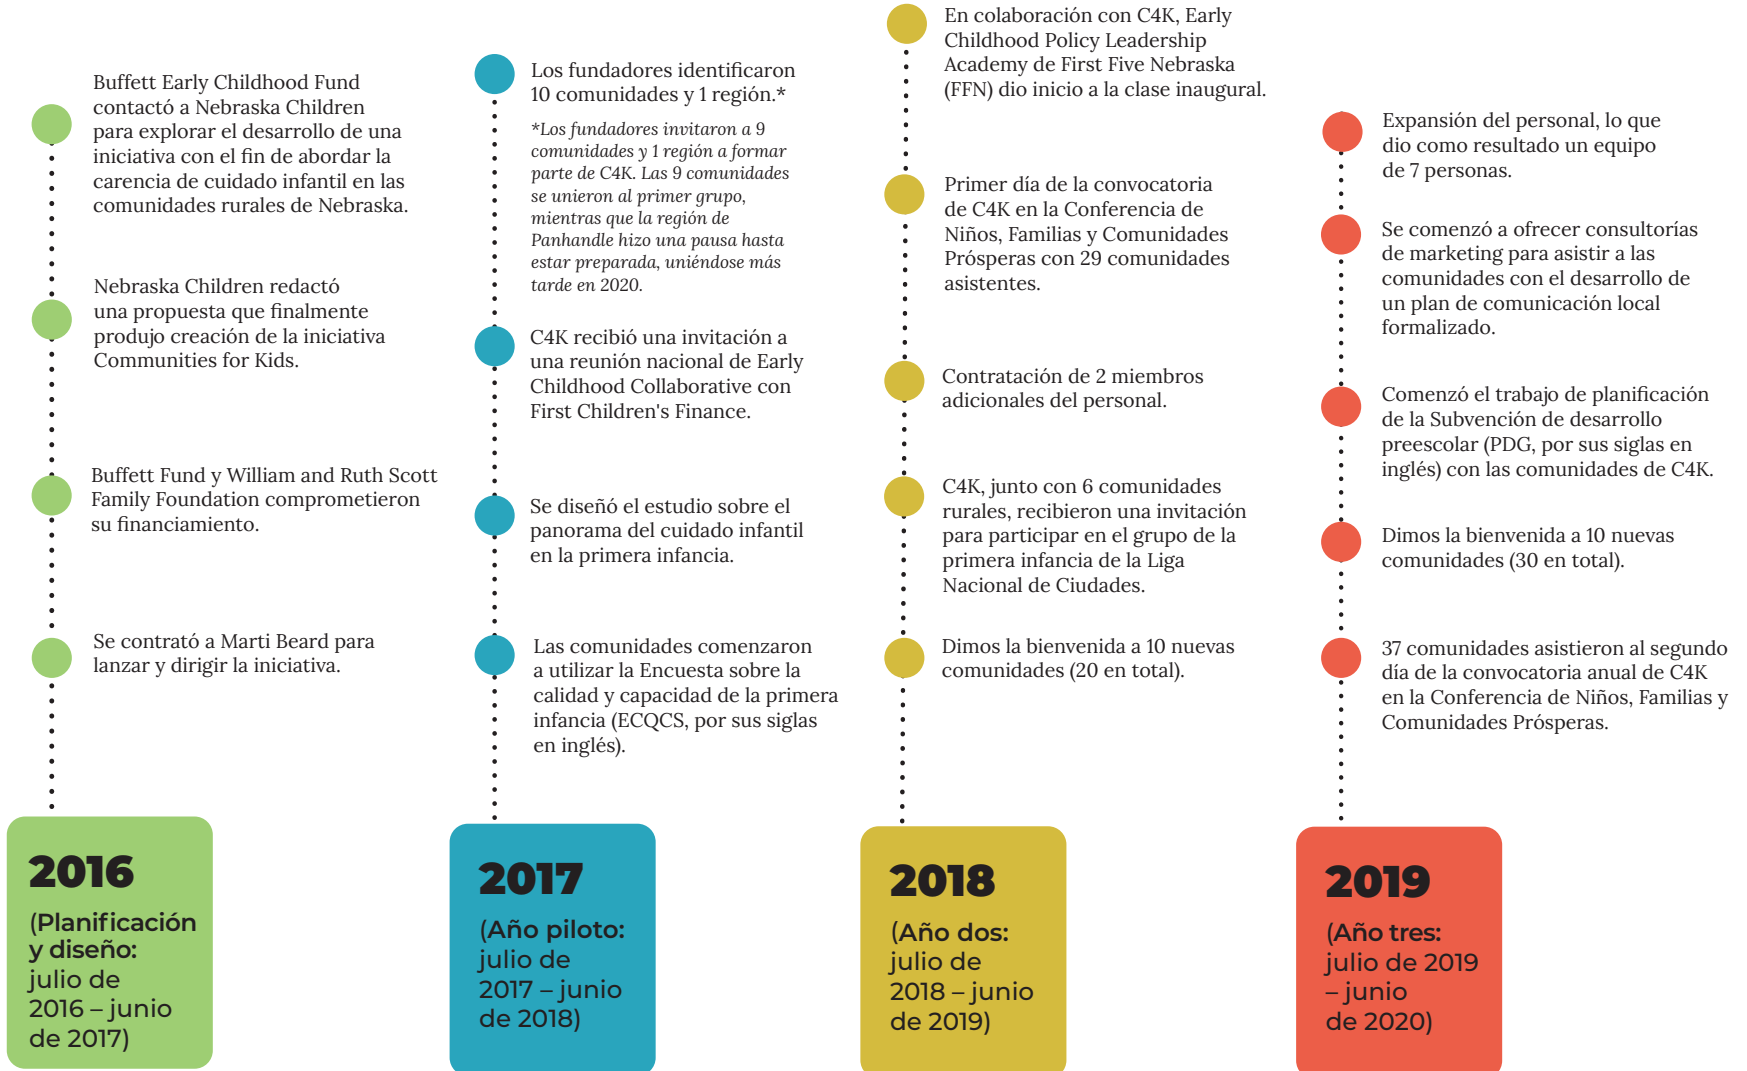 Buffett Early Childhood Fund
contactó a Nebraska Children
para explorar el desarrollo de una
iniciativa con el fin de abordar la
carencia de cuidado infantil en las
comunidades rurales de Nebraska.
Nebraska Children redactó
una propuesta que finalmente
produjo creación de la iniciativa
Communities for Kids.
Buffett Fund y William and Ruth Scott
Family Foundation comprometieron
su financiamiento.
Se contrató a Marti Beard para
lanzar y dirigir la iniciativa.
2016
(Planificación
y diseño:
julio de
2016 – junio
de 2017)
Los fundadores identificaron
10 comunidades y 1 región.*
*Los fundadores invitaron a 9
comunidades y 1 región a formar
parte de C4K. Las 9 comunidades
se unieron al primer grupo,
mientras que la región de
Panhandle hizo una pausa hasta
estar preparada, uniéndose más
tarde en 2020.
C4K recibió una invitación a
una reunión nacional de Early
Childhood Collaborative con
First Children's Finance.
Se diseñó el estudio sobre el
panorama del cuidado infantil
en la primera infancia.
Las comunidades comenzaron
a utilizar la Encuesta sobre la
calidad y capacidad de la primera
infancia (ECQCS, por sus siglas
en inglés).
2017
(Año piloto:
julio de
2017 – junio
de 2018)
En colaboración con C4K, Early
Childhood Policy Leadership
Academy de First Five Nebraska
(FFN) dio inicio a la clase inaugural.
Primer día de la convocatoria
de C4K en la Conferencia de
Niños, Familias y Comunidades
Prósperas con 29 comunidades
asistentes.
Contratación de 2 miembros
adicionales del personal.
C4K, junto con 6 comunidades
rurales, recibieron una invitación
para participar en el grupo de la
primera infancia de la Liga
Nacional de Ciudades.
Dimos la bienvenida a 10 nuevas
comunidades (20 en total).
2018
(Año dos:
julio de
2018 – junio
de 2019)
Expansión del personal, lo que
dio como resultado un equipo
de 7 personas.
Se comenzó a ofrecer consultorías
de marketing para asistir a las
comunidades con el desarrollo de
un plan de comunicación local
formalizado.
Comenzó el trabajo de planificación
de la Subvención de desarrollo
preescolar (PDG, por sus siglas en
inglés) con las comunidades de C4K.
Dimos la bienvenida a 10 nuevas
comunidades (30 en total).
37 comunidades asistieron al segundo
día de la convocatoria anual de C4K
en la Conferencia de Niños, Familias y
Comunidades Prósperas.
2019
(Año tres:
julio de 2019
– junio
de 2020)